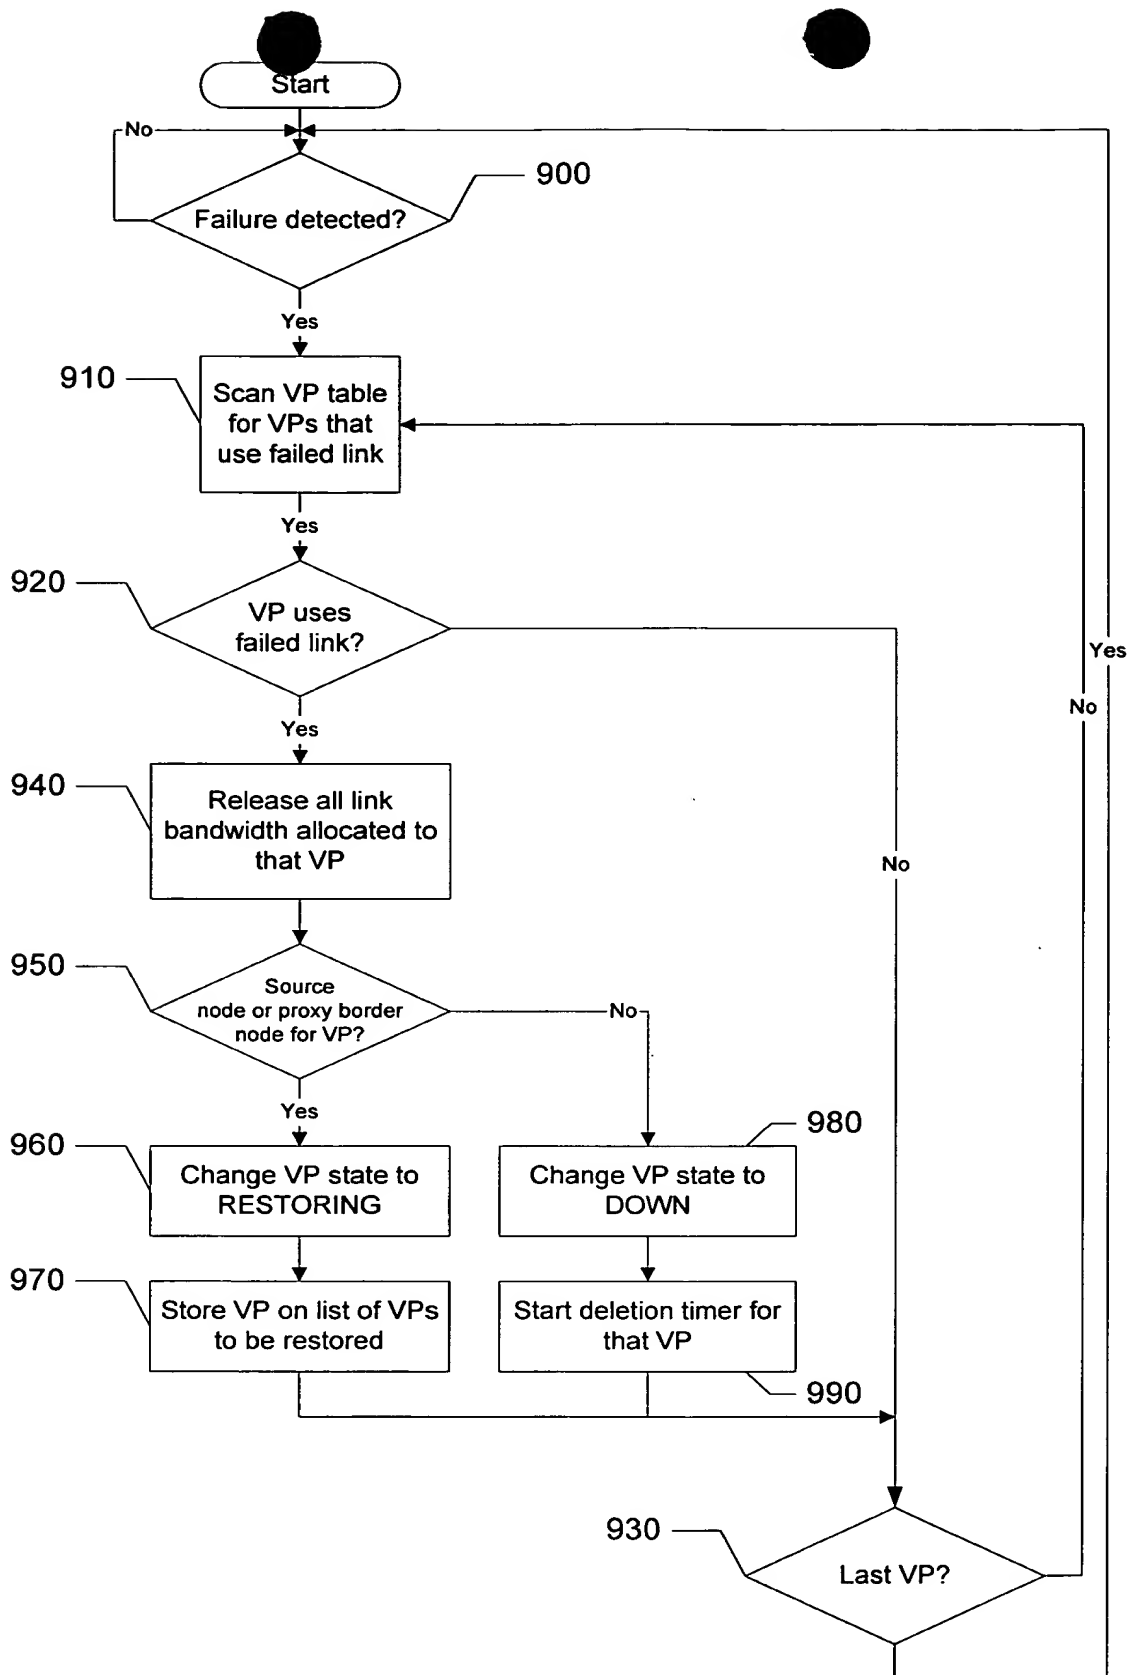 Start
No
Failure detected?
900
Yes
910
Scan VP table
for VPs that
use failed link
Yes
920
VP uses
failed link?
Yes
No
Yes
940
Release all link
bandwidth allocated to
that VP
No
950
Source
node or proxy border
node for VP?
No
Yes
960
Change VP state to
RESTORING
980
Change VP state to
DOWN
970
Store VP on list of VPs
to be restored
Start deletion timer for
that VP
990
930
Last VP?